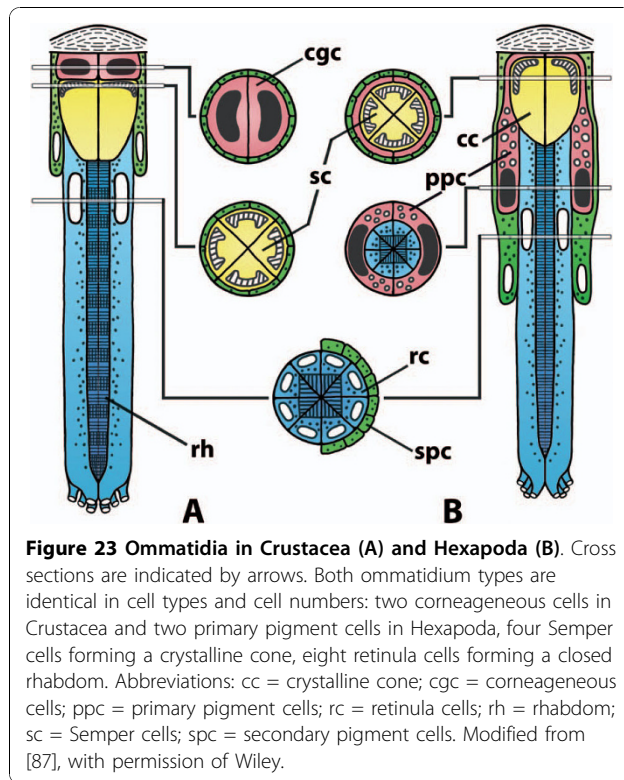 cgc
sc
cc
ppc
rc
spc
rh
A
B
Figure 23 Ommatidia in Crustacea (A) and Hexapoda (B). Cross
sections are indicated by arrows. Both ommatidium types are
identical in cell types and cell numbers: two corneageneous cells in
Crustacea and two primary pigment cells in Hexapoda, four Semper
cells forming a crystalline cone, eight retinula cells forming a closed
rhabdom. Abbreviations: cc = crystalline cone; cgc = corneageneous
cells; ppc = primary pigment cells; rc = retinula cells; rh = rhabdom;
sc = Semper cells; spc = secondary pigment cells. Modified from
[87], with permission of Wiley.